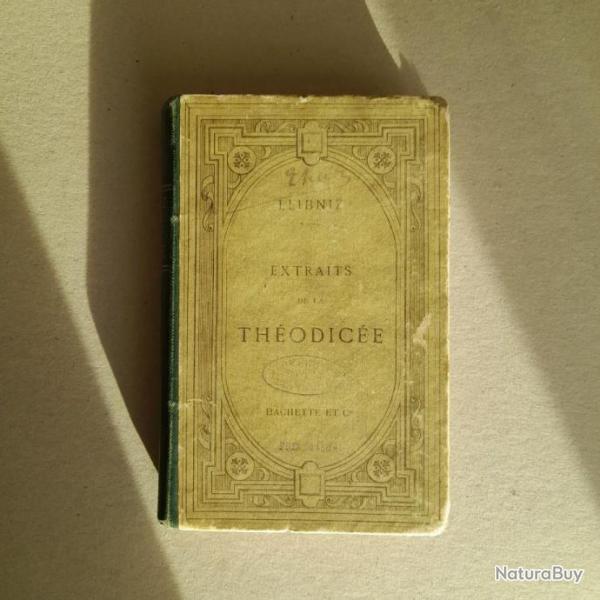 LEIBNIZ
EXTRAITS
DE LA
THÉODICÉE
HACHETTE ET Cie
NaturaBuy